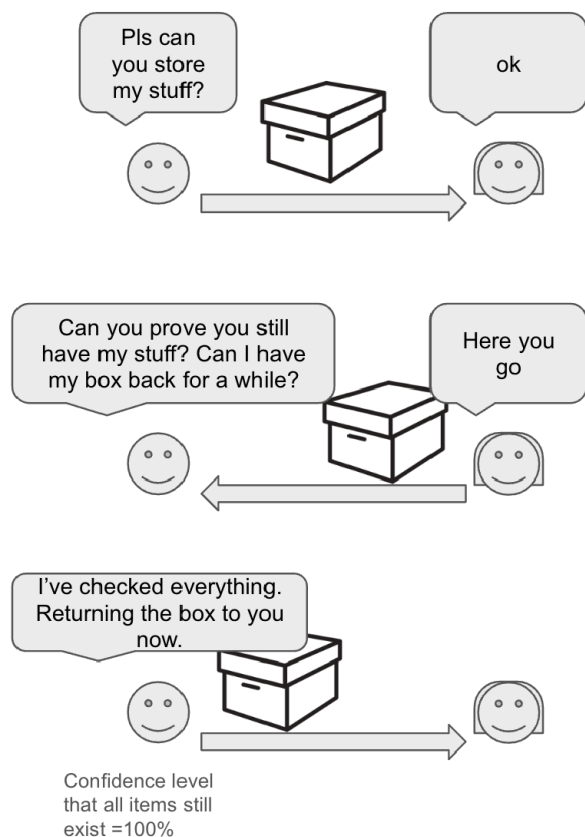 Pls can
you store
my stuff?
ok
Can you prove you still
have my stuff? Can I have
my box back for a while?
Here you
go
I've checked everything.
Returning the box to you
now.
Confidence level
that all items still
exist =100%